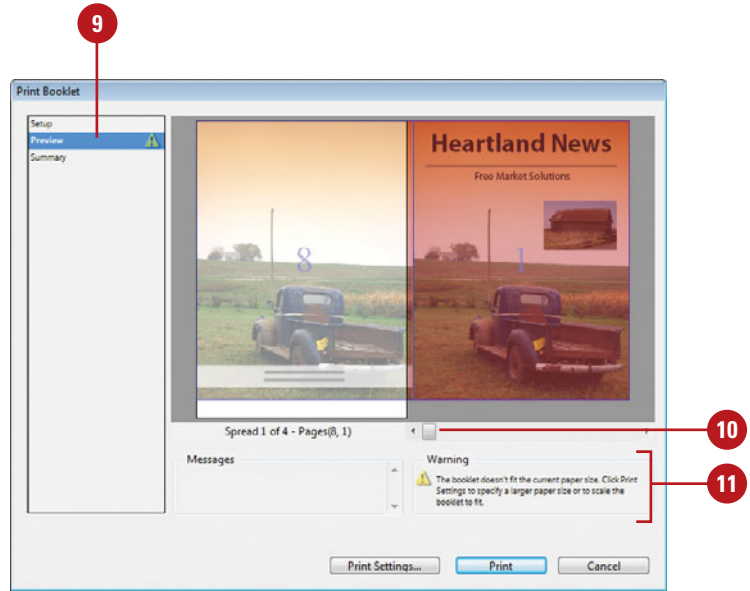 9
Print Booklet
Setup
Preview
Summary
Heartland News
Free Market Solutions
8
1
Spread 1 of 4 - Pages(8, 1)
10
Messages
Warning
The booklet doesn't fit the current paper size. Click Print
Settings to specify a larger paper size or to scale the
booklet to fit.
11
Print Settings...
Print
Cancel